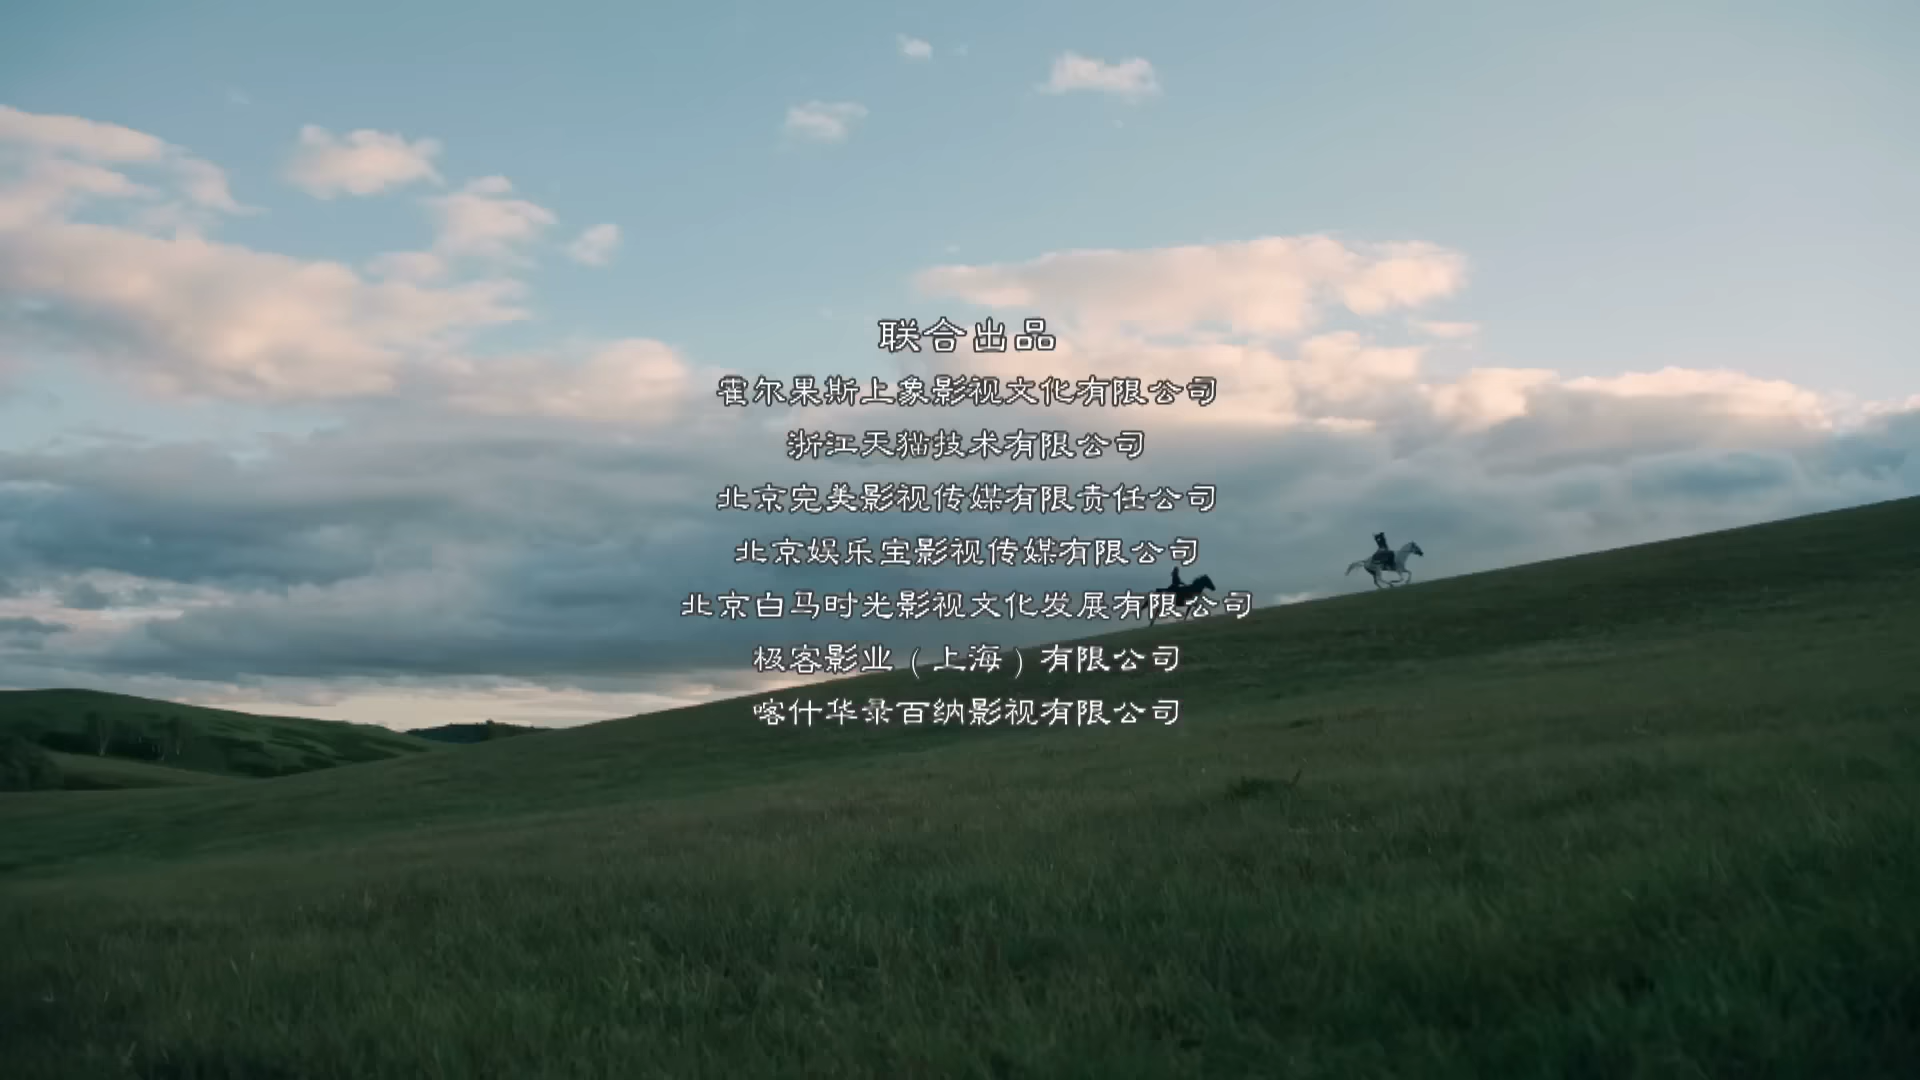 联合出品
霍尔果斯上象影视文化有限公司
浙江天猫技术有限公司
北京完美影视传媒有限责任公司
北京娱乐宝影视传媒有限公司
北京白马时光影视文化发展有限公司
极客影业（上海）有限公司
喀什华录百纳影视有限公司